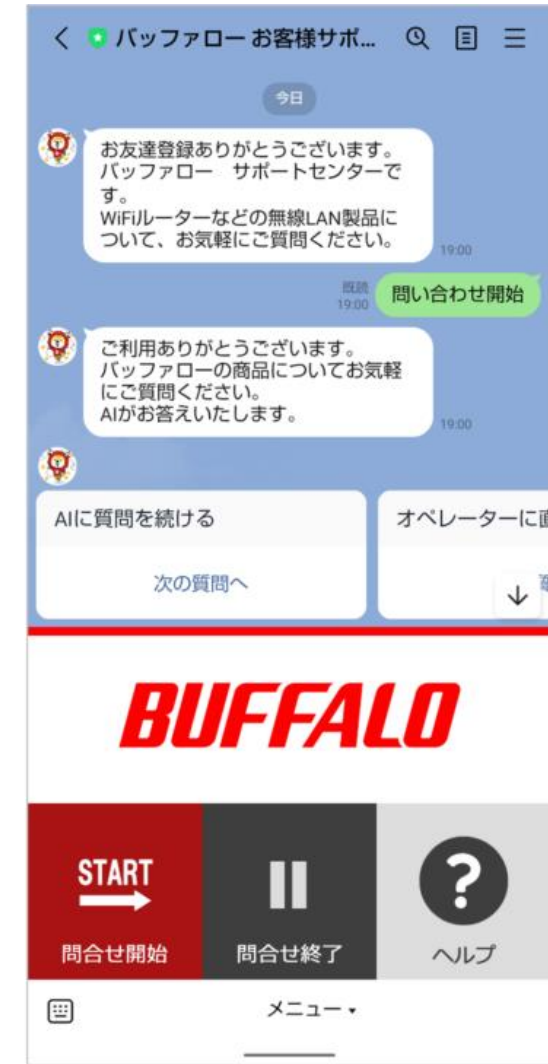 バッファロー お客様サポ...
今日
お友達登録ありがとうございます。
バッファロー　サポートセンターで
す。
WiFiルーターなどの無線LAN製品に
ついて、お気軽にご質問ください。
19:00
既読
19:00
問い合わせ開始
ご利用ありがとうございます。
バッファローの商品についてお気軽
にご質問ください。
AIがお答えいたします。
19:00
AIに質問を続ける
オペレーターに直
次の質問へ
BUFFALO
START
問合せ開始
問合せ終了
?
ヘルプ
メニュー